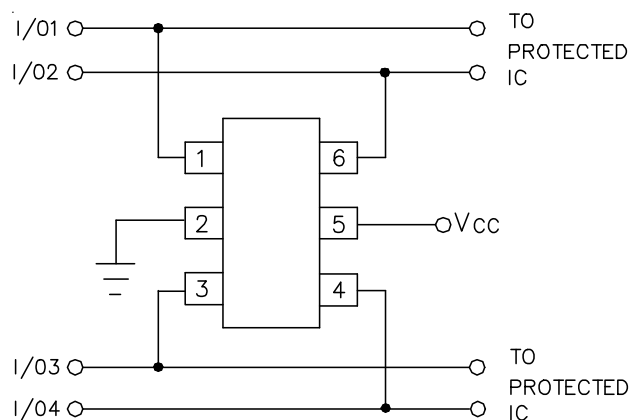 I/01
TO
PROTECTED
IC
I/02
1
6
2
5
VCC
3
4
I/03
TO
PROTECTED
IC
I/04